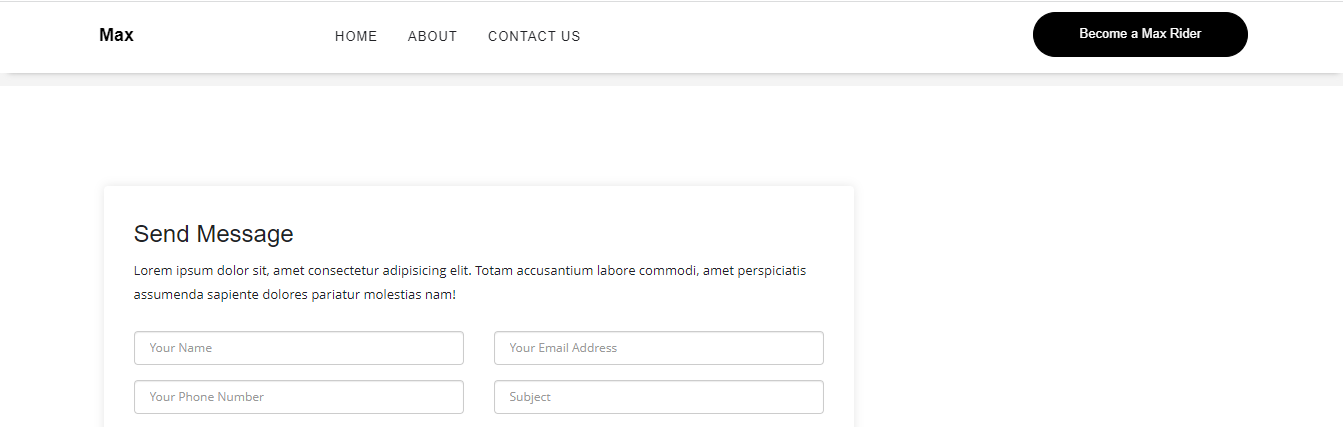 Max
HOME ABOUT CONTACT US
Become a Max Rider
Send Message
Lorem ipsum dolor sit, amet consectetur adipisicing elit. Totam accusantium labore commodi, amet perspiciatis
assumenda sapiente dolores pariatur molestias nam!
Your Name
Your Email Address
Your Phone Number
Subject